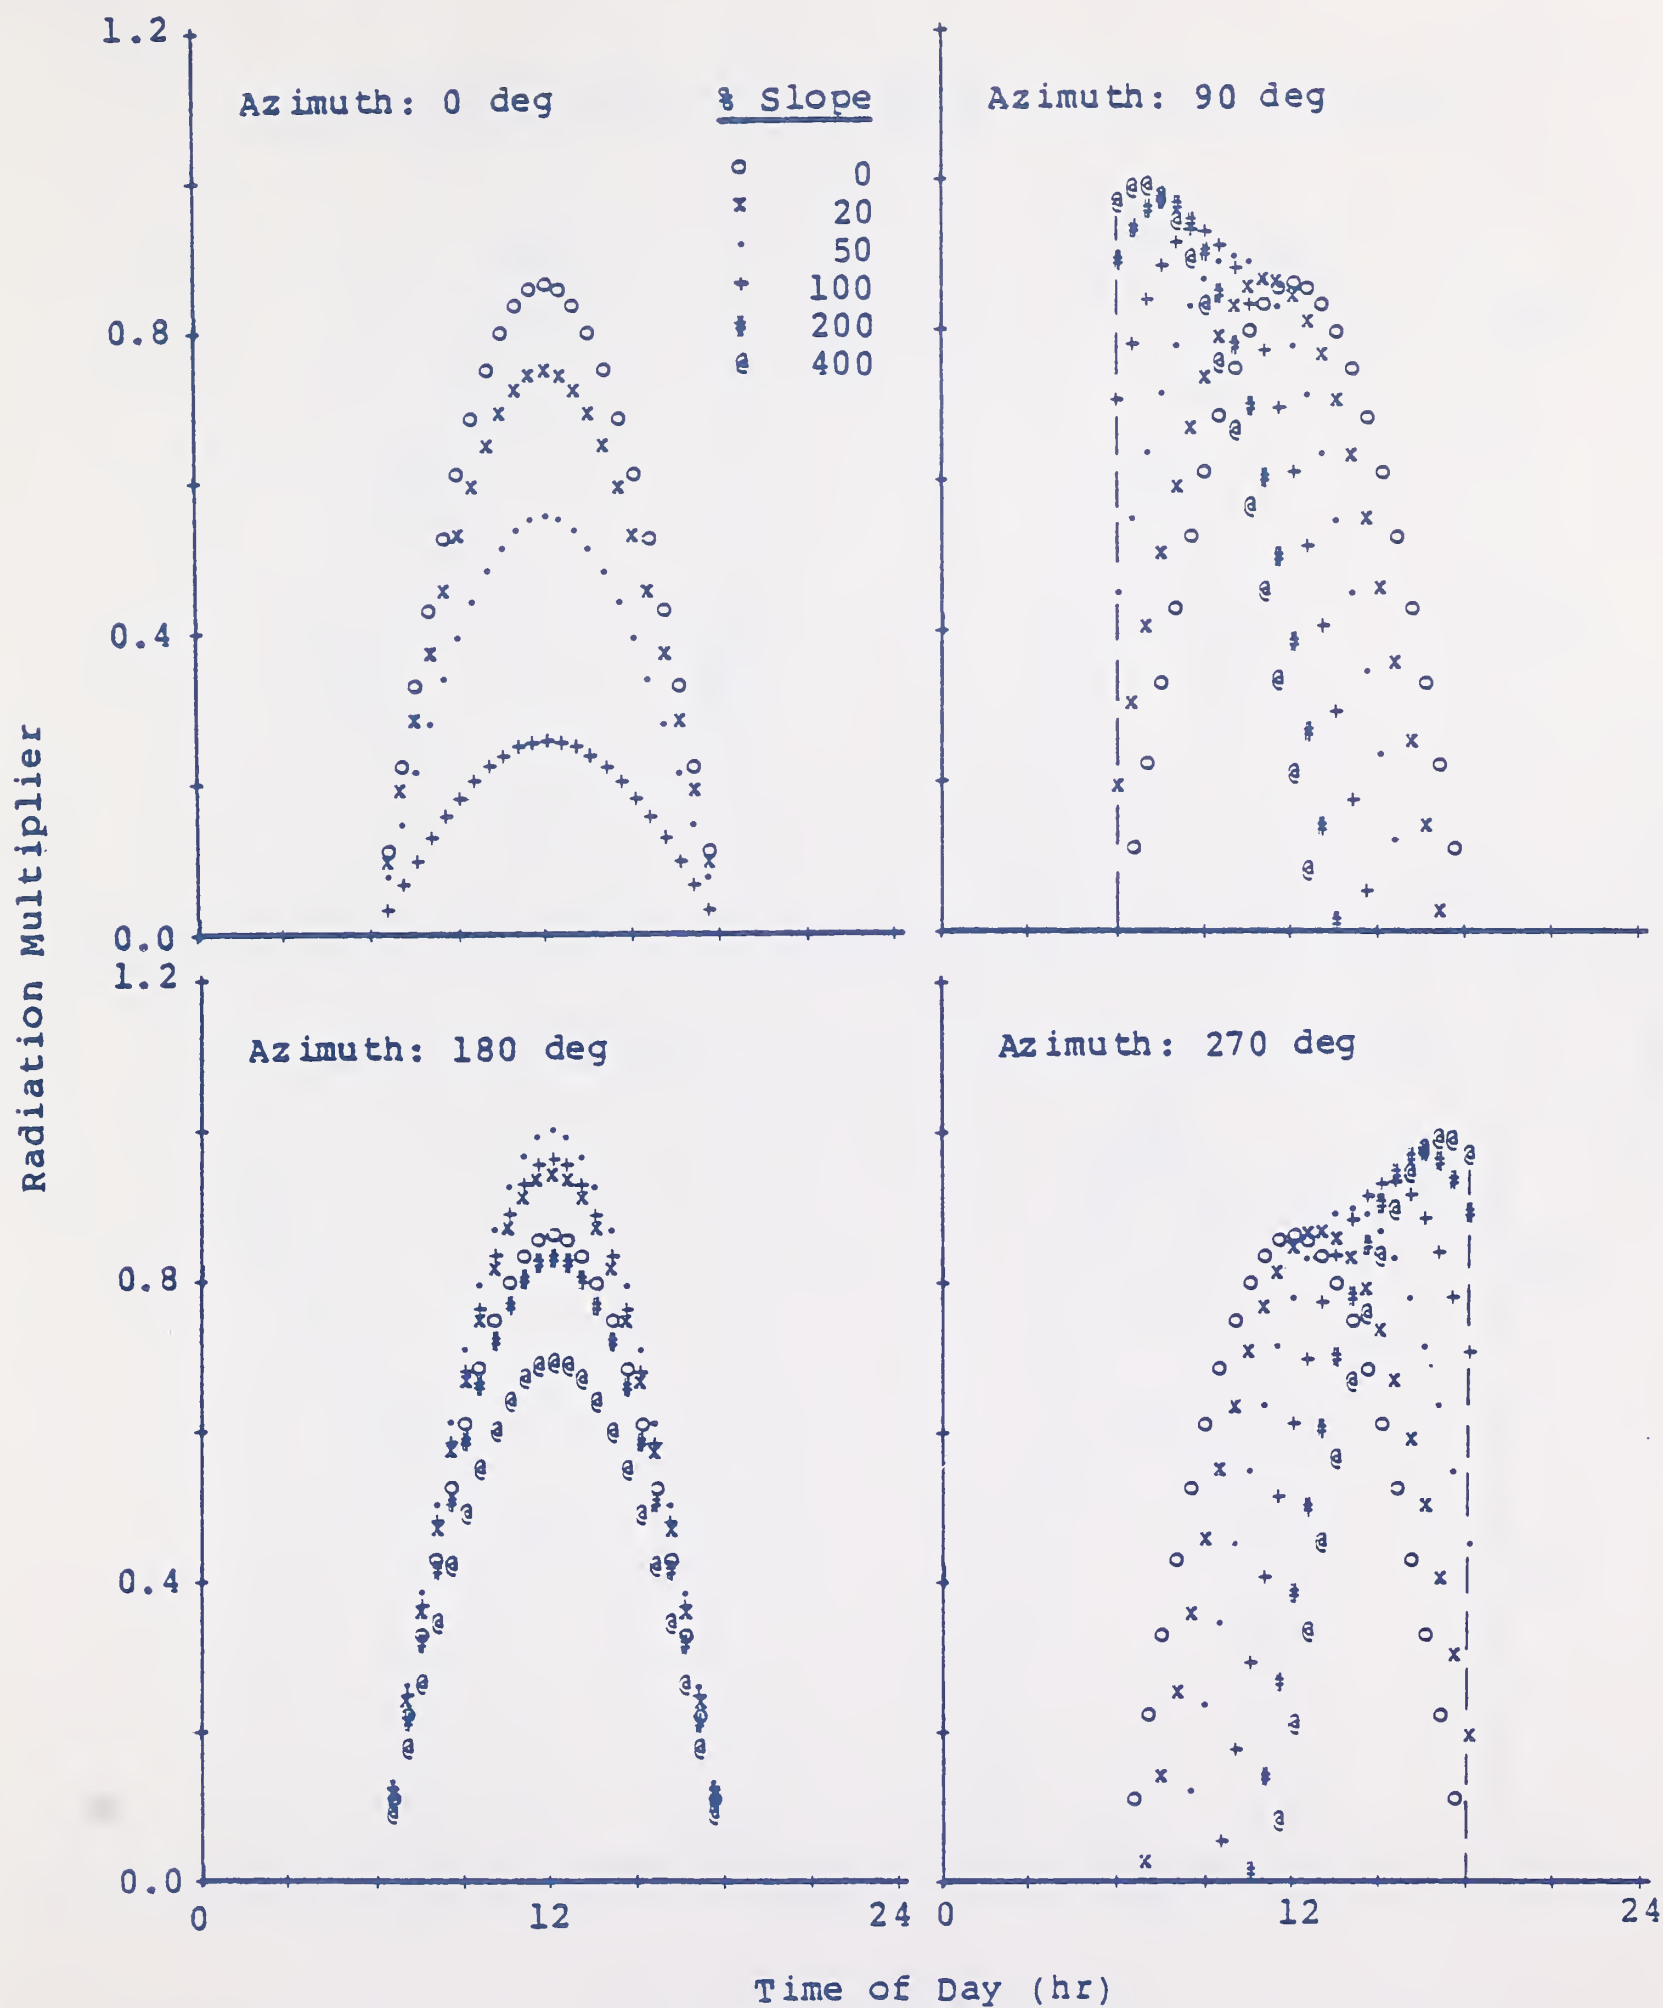 1.2
Azimuth: 0 deg
% Slope
0
20
50
100
200
400
0.8
0.4
0.0
Azimuth: 90 deg
Radiation Multiplier
1.2
Azimuth: 180 deg
0.8
0.4
0.0
0
12
24
Azimuth: 270 deg
0
12
24
Time of Day (hr)